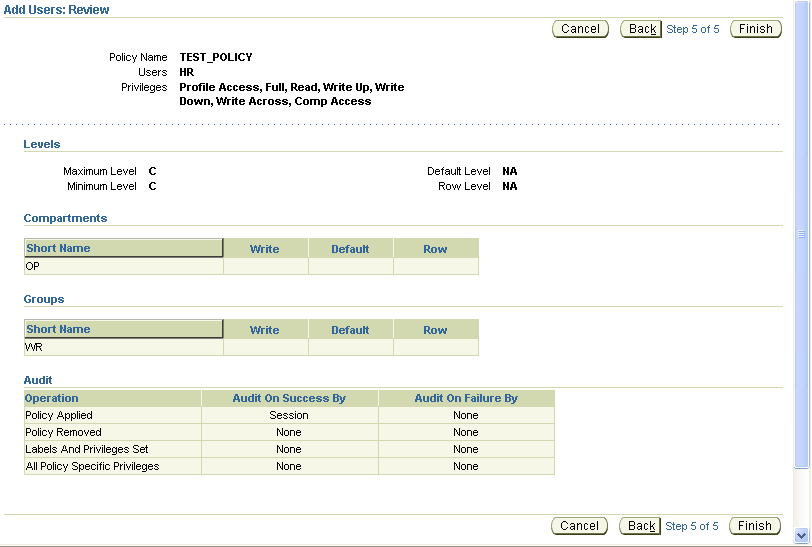 Add Users: Review
Cancel Back Step 5 of 5 Finish
Policy Name TEST_POLICY
Users HR
Privileges Profile Access, Full, Read, Write Up, Write
Down, Write Across, Comp Access
Levels
Maximum Level C Default Level NA
Minimum Level C Row Level NA
Compartments
Short Name Write Default Row
OP
Groups
Short Name Write Default Row
WR
Audit
Operation Audit On Success By Audit On Failure By
Policy Applied Session None
Policy Removed None None
Labels And Privileges Set None None
All Policy Specific Privileges None None
Cancel Back Step 5 of 5 Finish